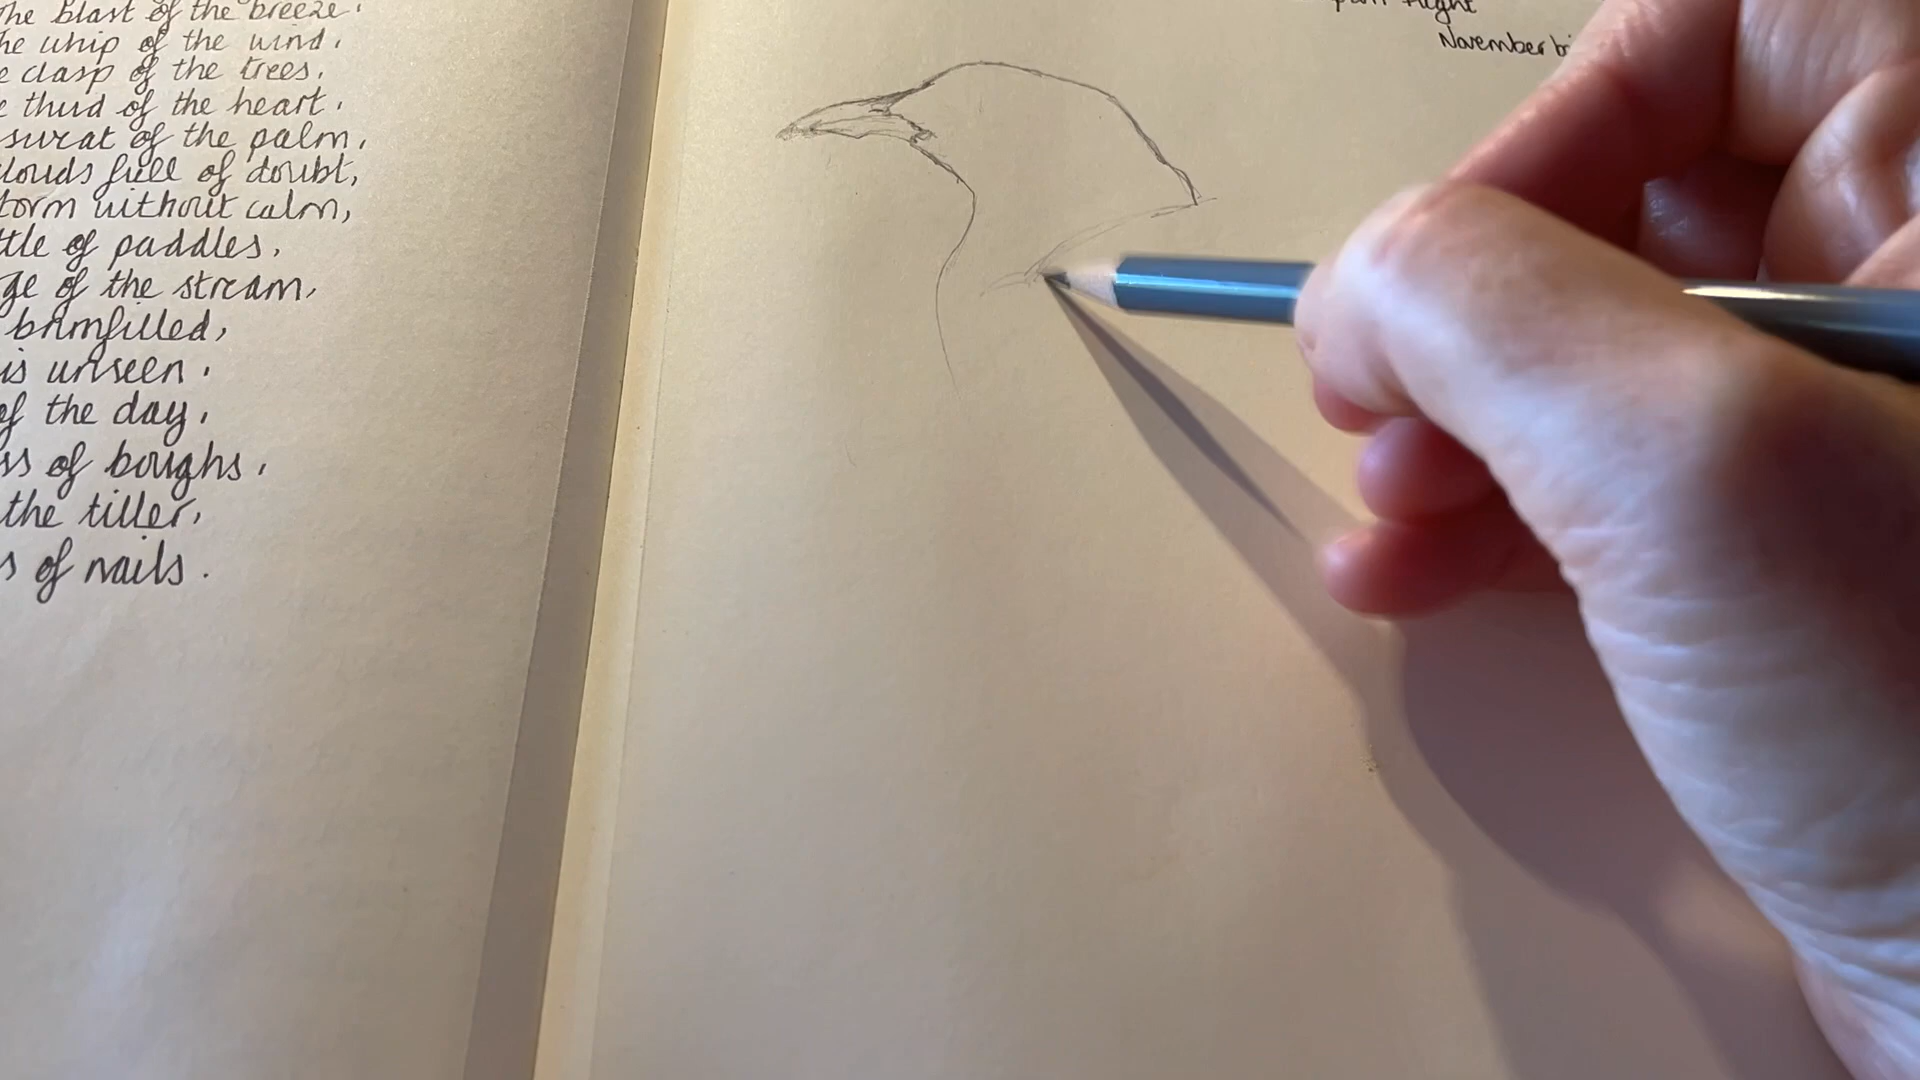 The blast of the breeze.
he whip of the wind.
e clasp of the trees.
e thud of the heart.
sweat of the palm,
louds full of doubt,
torm without calm,
ttle of puddles.
ge of the stream,
brimfilled,
is unseen.
of the day,
ss of boughs.
the tiller,
s of nails.
flight
November